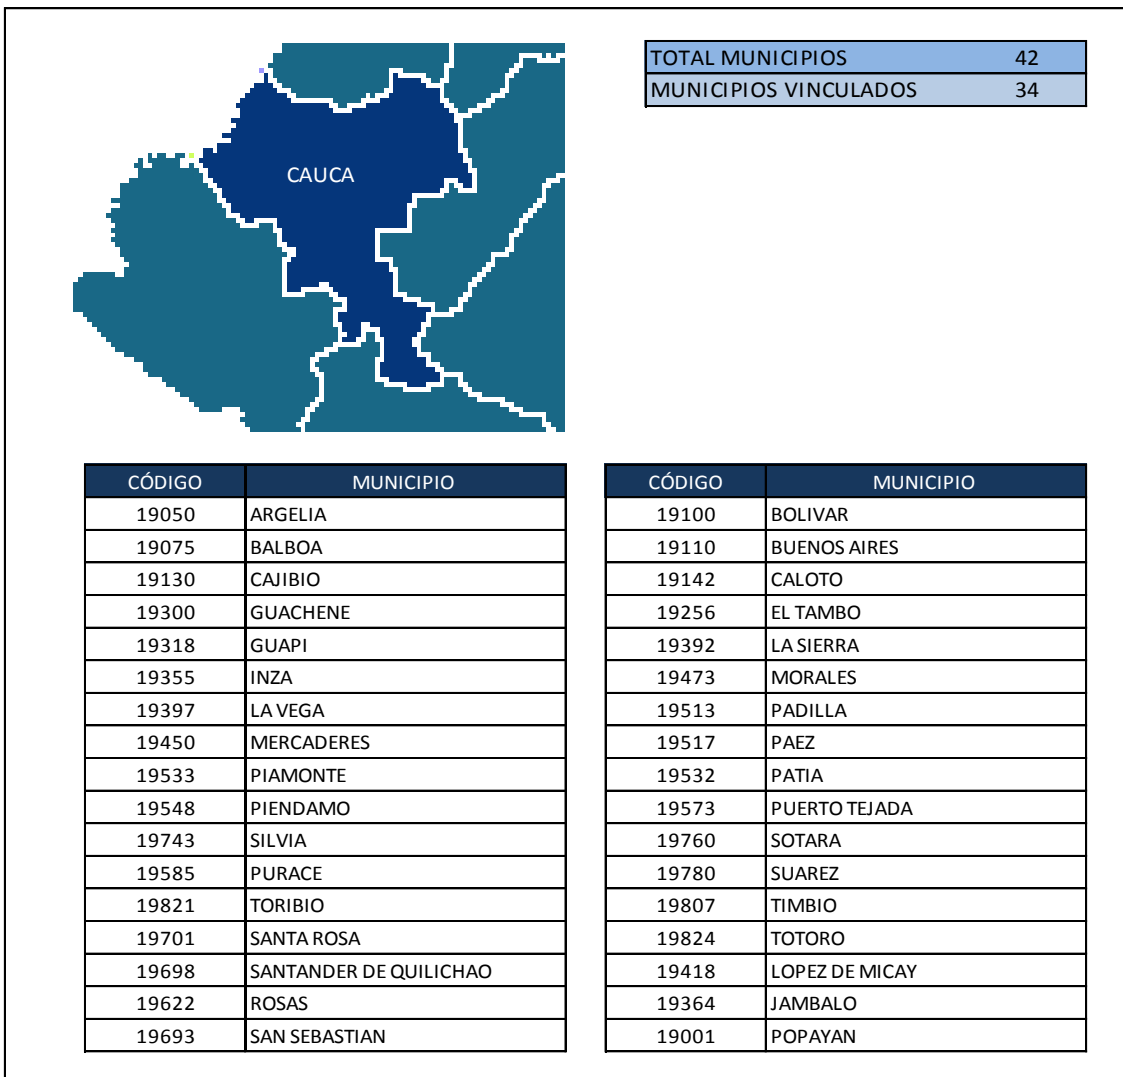 TOTAL MUNICIPIOS 42
MUNICIPIOS VINCULADOS 34
CAUCA
CÓDIGO MUNICIPIO
19050 ARGELIA
19075 BALBOA
19130 CAJIBIO
19300 GUACHENE
19318 GUAPI
19355 INZA
19397 LA VEGA
19450 MERCADERES
19533 PIAMONTE
19548 PIENDAMO
19743 SILVIA
19585 PURACE
19821 TORIBIO
19701 SANTA ROSA
19698 SANTANDER DE QUILICHAO
19622 ROSAS
19693 SAN SEBASTIAN
CÓDIGO MUNICIPIO
19100 BOLIVAR
19110 BUENOS AIRES
19142 CALOTO
19256 EL TAMBO
19392 LA SIERRA
19473 MORALES
19513 PADILLA
19517 PAEZ
19532 PATIA
19573 PUERTO TEJADA
19760 SOTARA
19780 SUAREZ
19807 TIMBIO
19824 TOTORO
19418 LOPEZ DE MICAY
19364 JAMBALO
19001 POPAYAN